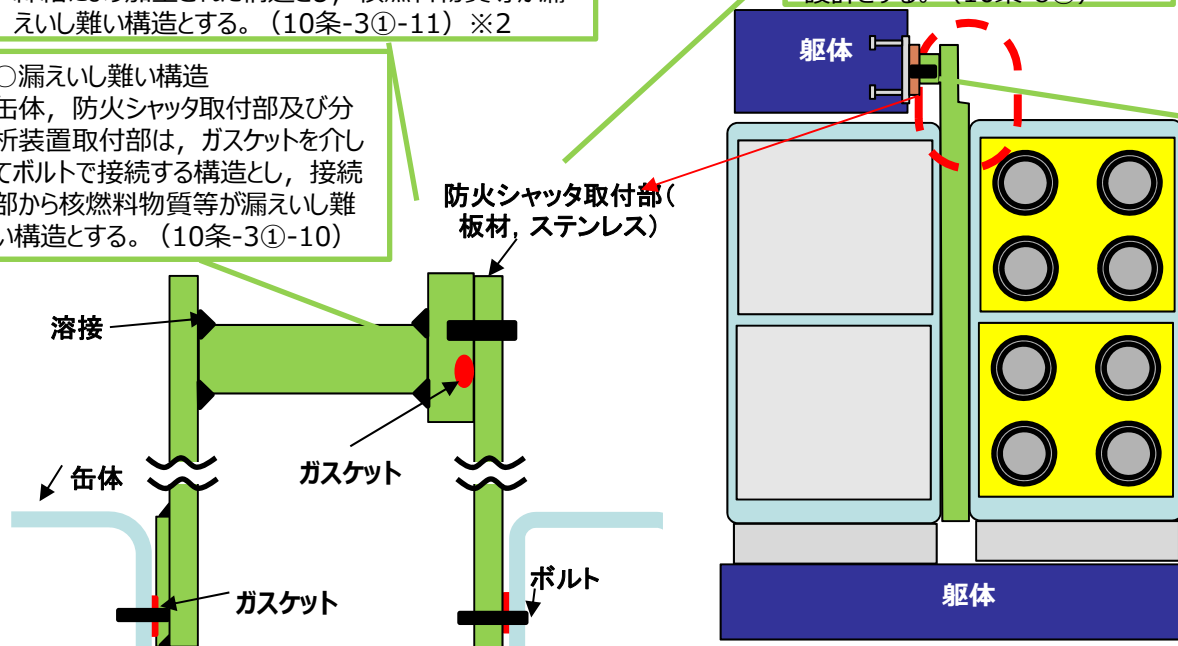 えいし難い構造とする。（10条-3①-11）※2
○漏えいし難い構造
缶体，防火シャッタ取付部及び分
析装置取付部は，ガスケットを介し
てボルトで接続する構造とし，接続
部から核燃料物質等が漏えいし難
い構造とする。（10条-3①-10）
躯体
防火シャッタ取付部(
板材，ステンレス）
溶接
ガスケット
缶体
ガスケット
ボルト
躯体